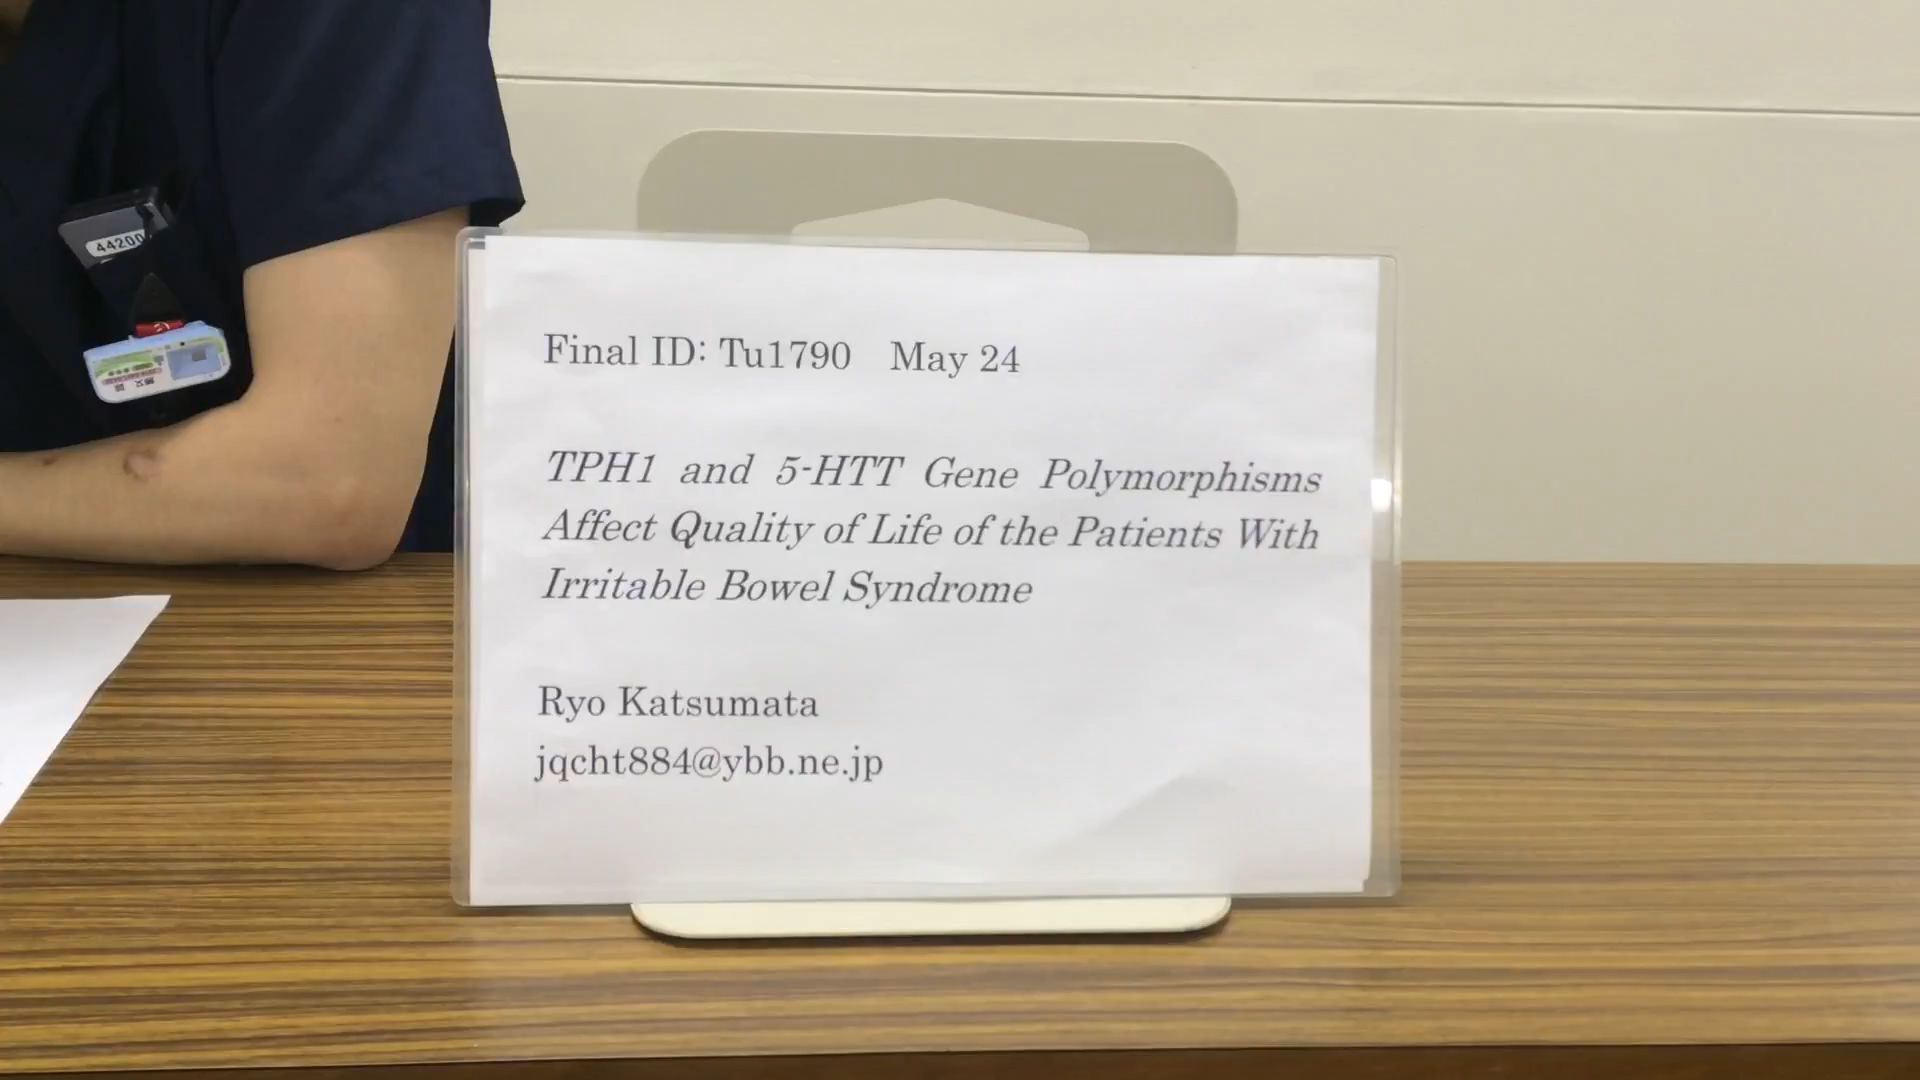 44200
Final ID: Tu1790 May 24
TPH1 and 5-HTT Gene Polymorphisms
Affect Quality of Life of the Patients With
Irritable Bowel Syndrome
Ryo Katsumata
jqcht884@ybb.ne.jp